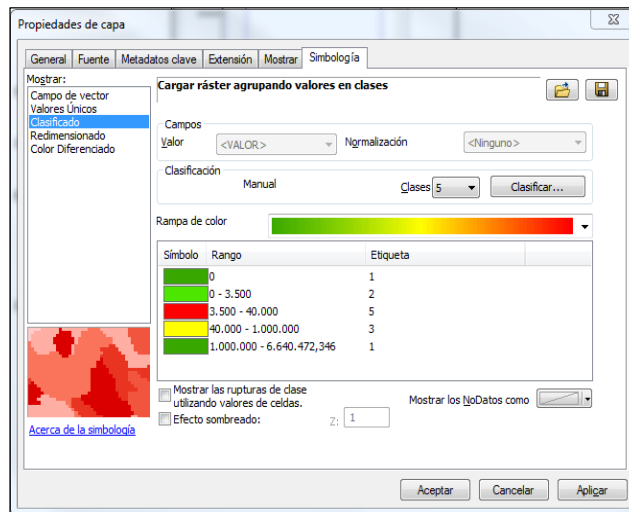 Propiedades de capa
General Fuente Metadatos clave Extensión Mostrar Simbología
Mostrar:
Campo de vector
Valores Únicos
Clasificado
Redimensionado
Color Diferenciado
Cargar ráster agrupando valores en clases
Campos
Valor <VALOR> Normalización <Ninguno>
Clasificación
Manual Clases 5 Clasificar...
Rampa de color
Símbolo Rango Etiqueta
0 1
0 - 3.500 2
3.500 - 40.000 5
40.000 - 1.000.000 3
1.000.000 - 6.640.472,346 1
Mostrar las rupturas de clase
utilizando valores de celdas.
Mostrar los NoDatos como
Efecto sombreado: Z: 1
Acerca de la simbología
Aceptar Cancelar Aplicar